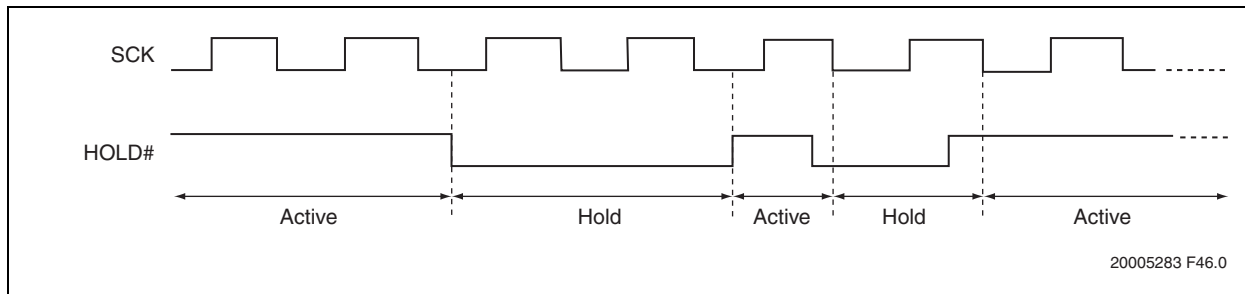 SCK
HOLD#
Active Hold Active Hold Active
20005283 F46.0